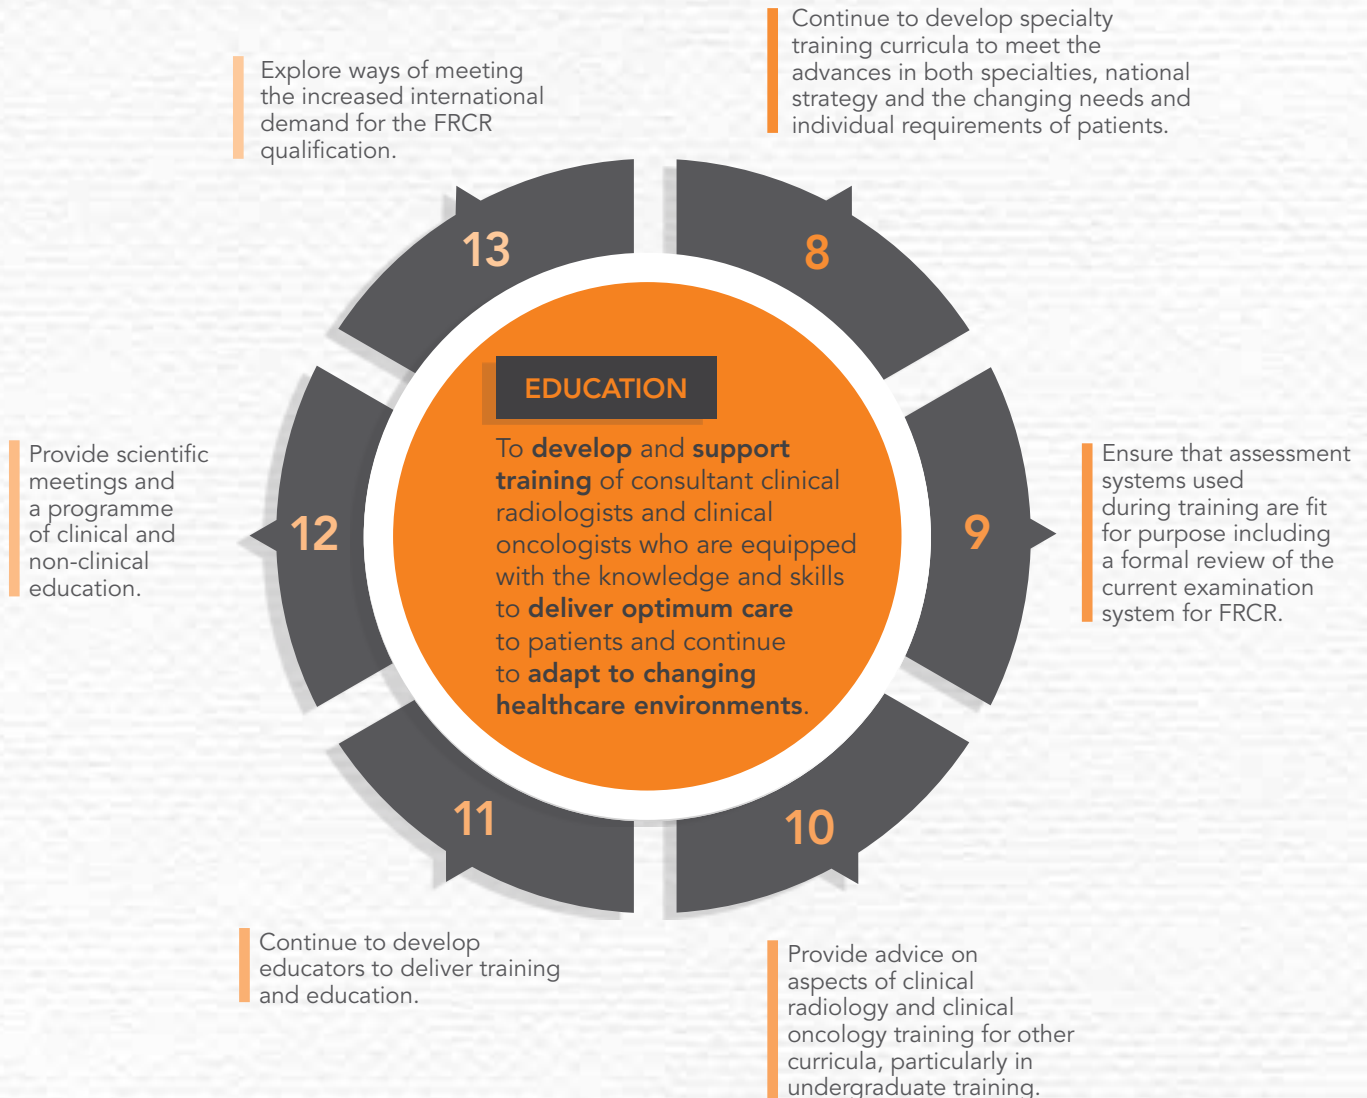 Continue to develop specialty
training curricula to meet the
advances in both specialties, national
strategy and the changing needs and
individual requirements of patients.
Explore ways of meeting
the increased international
demand for the FRCR
qualification.
13
8
EDUCATION
To develop and support
training of consultant clinical
radiologists and clinical
oncologists who are equipped
with the knowledge and skills
to deliver optimum care
to patients and continue
to adapt to changing
healthcare environments.
Provide scientific
meetings and
a programme
of clinical and
non-clinical
education.
12
9
Ensure that assessment
systems used
during training are fit
for purpose including
a formal review of the
current examination
system for FRCR.
11
10
Continue to develop
educators to deliver training
and education.
Provide advice on
aspects of clinical
radiology and clinical
oncology training for other
curricula, particularly in
undergraduate training.